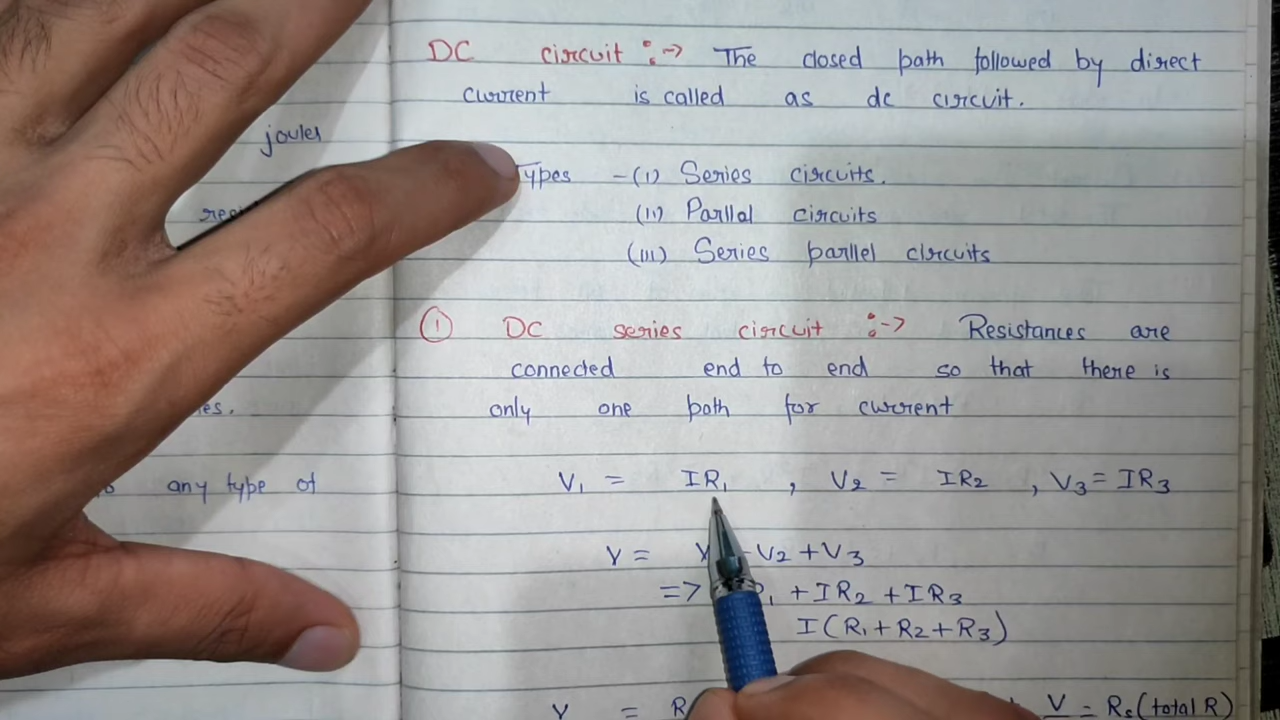 joules
any type of
DC circuit :-> The closed path followed by direct
current is called as dc circuit.
Types -(i) Series circuits.
(ii) Parllal circuits
(iii) Series parllel circuits
① DC series circuit :-> Resistances are
connected end to end so that there is
only one path for current
V₁ = IR₁ , V₂ = IR₂ , V₃ = IR₃
V = V₂ + V₃
=> + IR₂ + IR₃
I(R₁ + R₂ + R₃)
V = R V = Rs (total R)